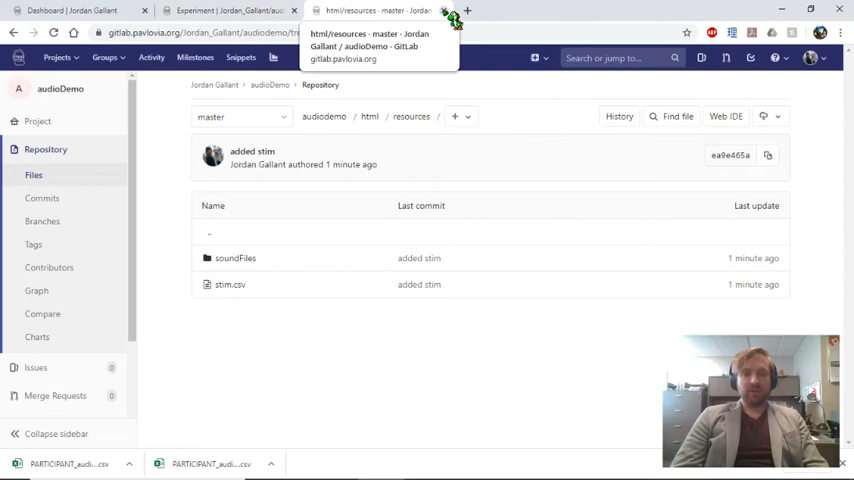 Dashboard | Jordan Gallant
Experiment | Jordan_Gallant/aud
html/resources · master · Jordan
gitlab.pavlovia.org/Jordan_Gallant/audiodemo/tre
html/resources · master · Jordan
Gallant / audioDemo · GitLab
gitlab.pavlovia.org
Projects
Groups
Activity
Milestones
Snippets
Search or jump to...
A
audioDemo
Project
Repository
Files
Commits
Branches
Tags
Contributors
Graph
Compare
Charts
Issues 0
Merge Requests 0
Collapse sidebar
Jordan Gallant > audioDemo > Repository
master
audiodemo / html / resources / +
History
Find file
Web IDE
added stim
Jordan Gallant authored 1 minute ago
ea9e465a
Name Last commit Last update
..
soundFiles added stim 1 minute ago
stim.csv added stim 1 minute ago
PARTICIPANT_audi....csv
PARTICIPANT_audi....csv